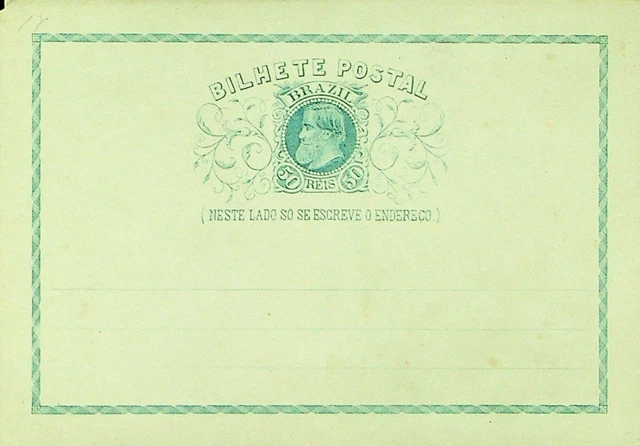 BILHETE POSTAL
BRAZIL
50 REIS 50
(NESTE LADO SÓ SE ESCREVE O ENDEREÇO.)